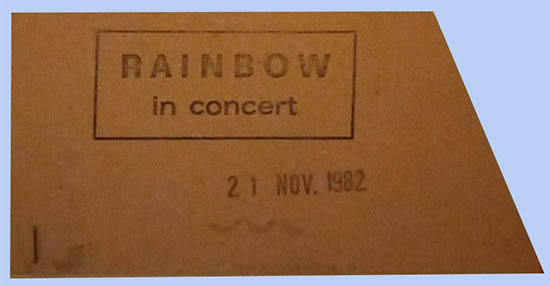 RAINBOW
in concert
21 NOV. 1982